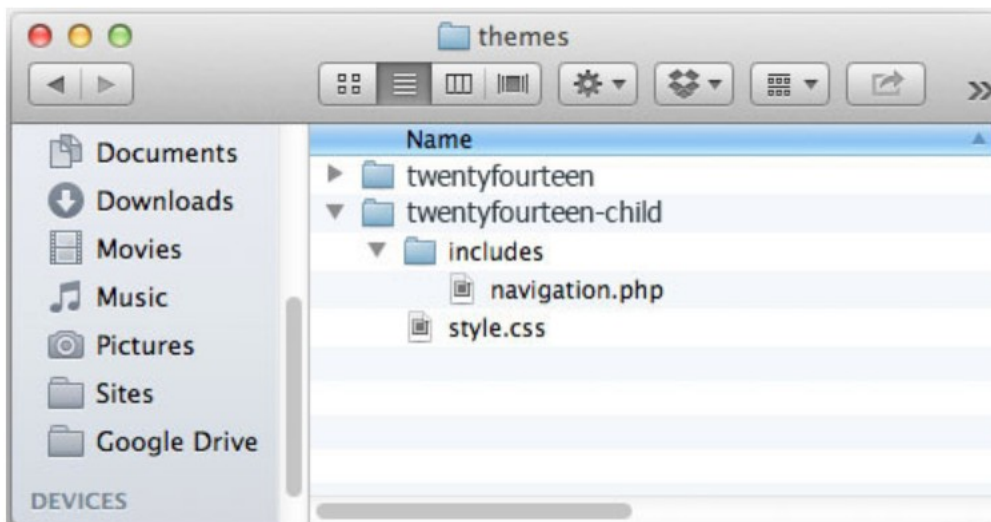 themes
Documents
Downloads
Movies
Music
Pictures
Sites
Google Drive
DEVICES
Name
twentyfourteen
twentyfourteen-child
includes
navigation.php
style.css